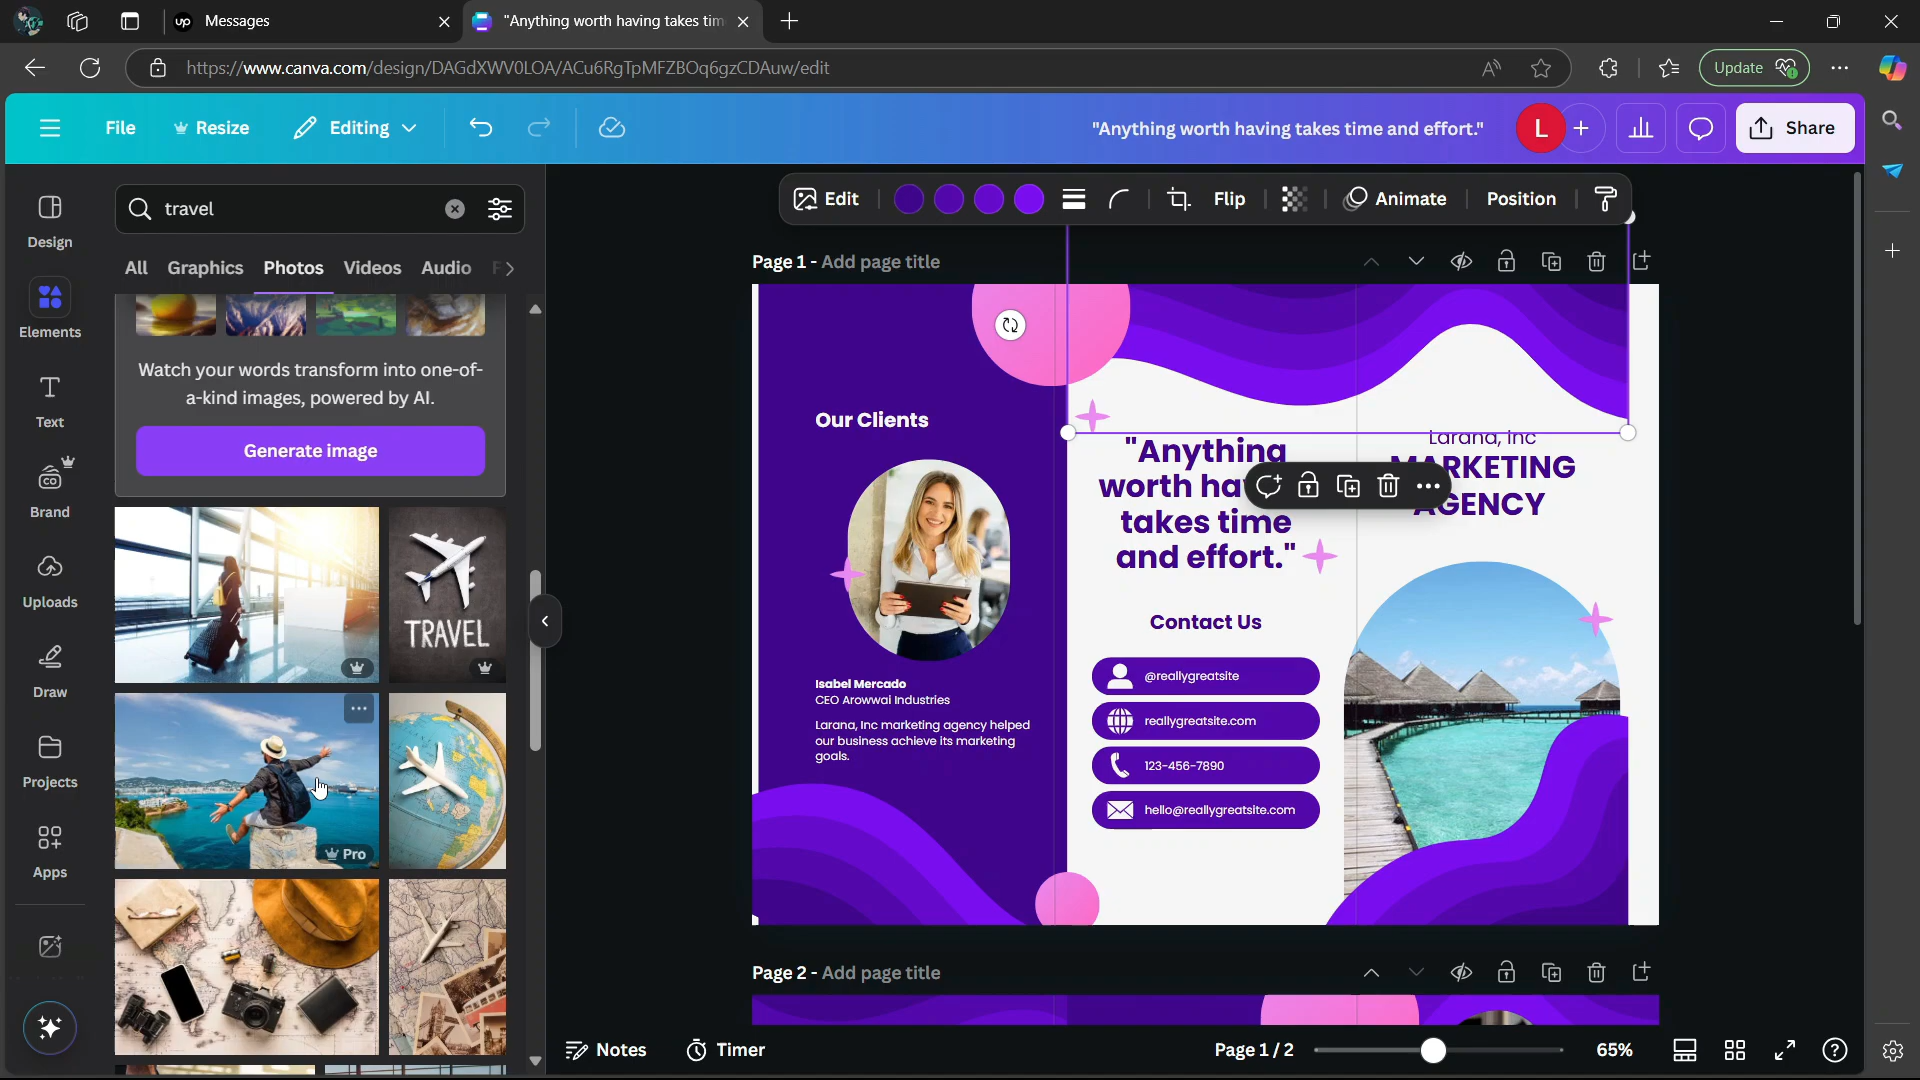 Messages
"Anything worth having takes tim
https://www.canva.com/design/DAGdXWV0LOA/ACu6RgTpMFZBOq6gzCDAuw/edit
Update
File
Resize
Editing
"Anything worth having takes time and effort."
L
Share
Design
Elements
Text
Brand
Uploads
Draw
Projects
Apps
travel
All
Graphics
Photos
Videos
Audio
Watch your words transform into one-of-
a-kind images, powered by AI.
Generate image
TRAVEL
Pro
Edit
Flip
Animate
Position
Page 1 - Add page title
Our Clients
Isabel Mercado
CEO Arowwai Industries
Larana, Inc marketing agency helped
our business achieve its marketing
goals.
"Anything
worth ha
takes time
and effort."
Contact Us
@reallygreatsite
reallygreatsite.com
123-456-7890
hello@reallygreatsite.com
Larana, Inc
MARKETING
AGENCY
Page 2 - Add page title
Notes
Timer
Page 1 / 2
65%